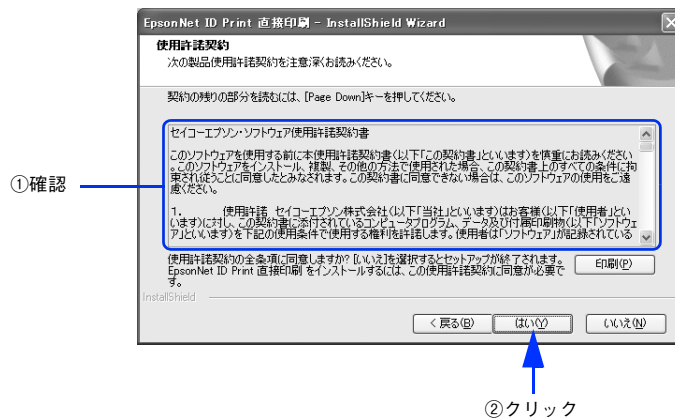 EpsonNet ID Print 直接印刷 - InstallShield Wizard
使用許諾契約
次の製品使用許諾契約を注意深くお読みください。
契約の残りの部分を読むには、[Page Down]キーを押してください。
セイコーエプソン・ソフトウェア使用許諾契約書
このソフトウェアを使用する前に本使用許諾契約書(以下「この契約書」といいます)を慎重にお読みください
。このソフトウェアをインストール、複製、その他の方法で使用された場合、この契約書上のすべての条件に拘
束され従うことに同意したとみなされます。この契約書に同意できない場合は、このソフトウェアの使用をご遠
慮ください。
1. 使用許諾 セイコーエプソン株式会社(以下「当社」といいます)はお客様(以下「使用者」とい
います)に対し、この契約書に添付されているコンピュータプログラム、データ及び付属印刷物(以下「ソフトウェ
ア」といいます)を下記の使用条件で使用する権利を許諾します。使用者は「ソフトウェア」が記録されている
①確認
使用許諾契約の全条項に同意しますか? [いいえ]を選択するとセットアップが終了されます。
EpsonNet ID Print 直接印刷 をインストールするには、この使用許諾契約に同意が必要で
す。
印刷(P)
InstallShield
< 戻る(B)
はい(Y)
いいえ(N)
②クリック